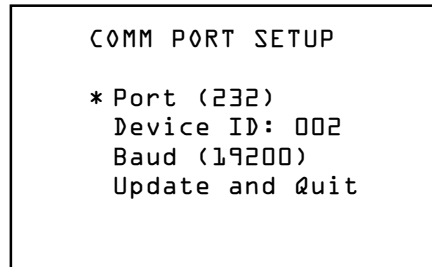 COMM PORT SETUP
* Port (232)
Device ID: 002
Baud (19200)
Update and Quit